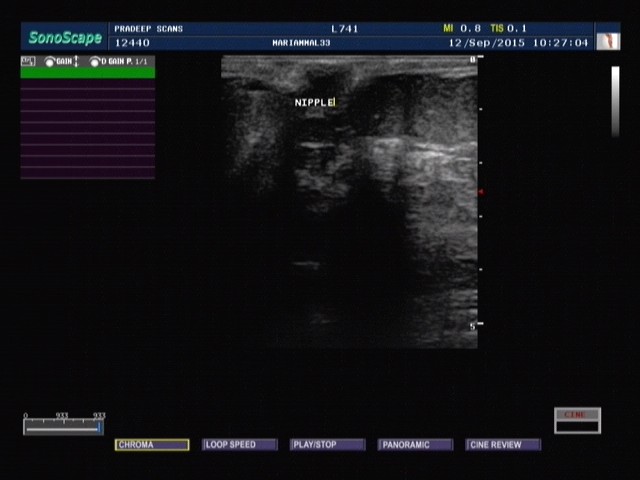 SonoScape
PRADEEP SCANS
L741
MI 0.8 TIS 0.1
12440
MARIAMMAL33
12/Sep/2015 10:27:04
GAIN
D GAIN P. 1/1
0
NIPPLE
5
0 933 933
CINE
CHROMA
LOOP SPEED
PLAY/STOP
PANORAMIC
CINE REVIEW